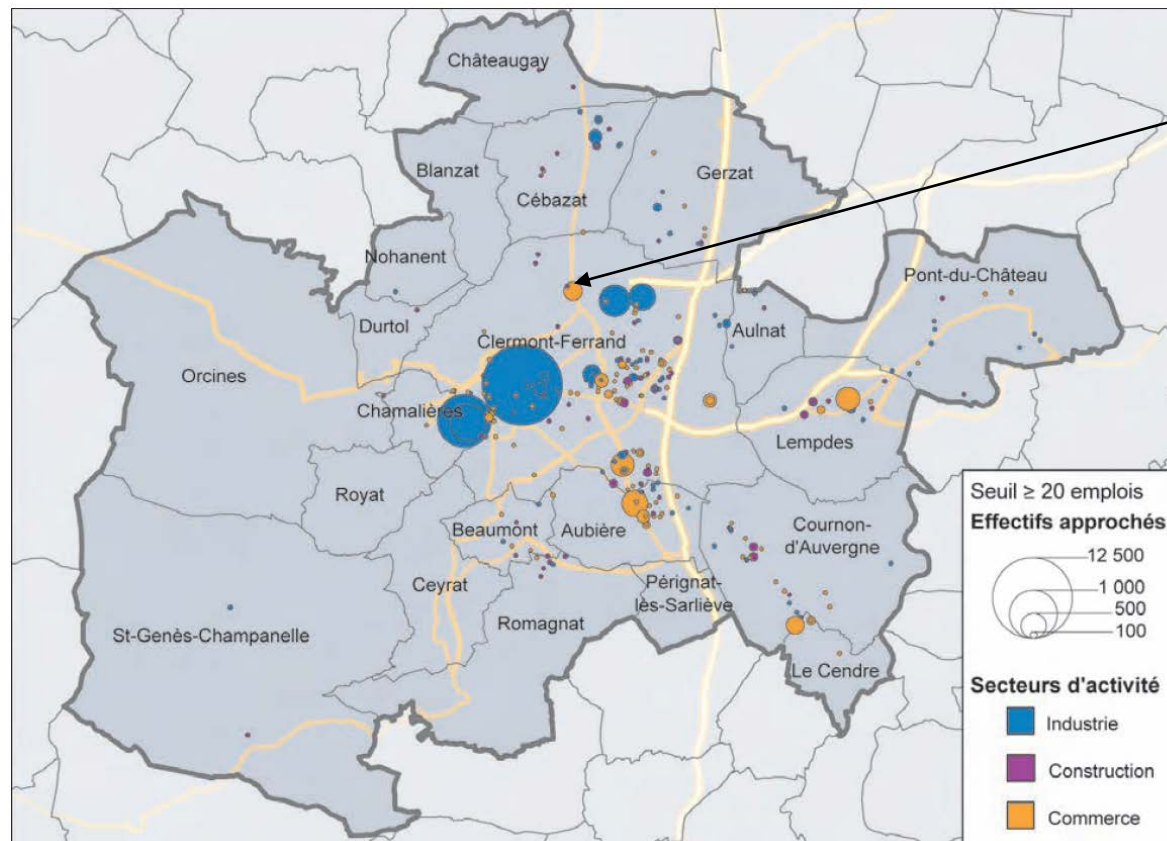 Châteaugay
Blanzat
Cébazat
Gerzat
Nohanent
Pont-du-Château
Durtol
Clermont-Ferrand
Aulnat
Orcines
Chamalières
Lempdes
Royat
Beaumont
Aubière
Cournon-
d'Auvergne
Ceyrat
Pérignat
-lès-Sarliève
St-Genès-Champanelle
Romagnat
Le Cendre
Seuil ≥ 20 emplois
Effectifs approchés
12 500
1 000
500
100
Secteurs d'activité
Industrie
Construction
Commerce